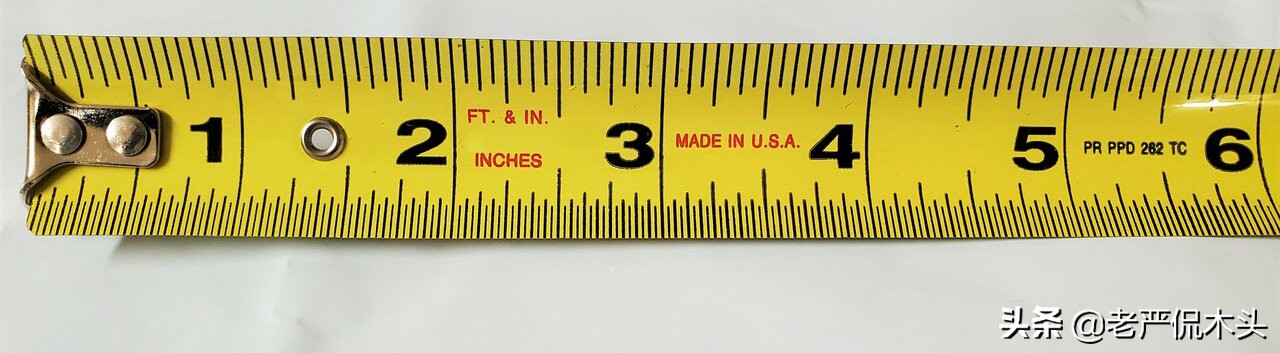 1 2 3 4 5 6
FT. & IN.
INCHES
MADE IN U.S.A.
PR PPD 262 TC
头条 @老严侃木头